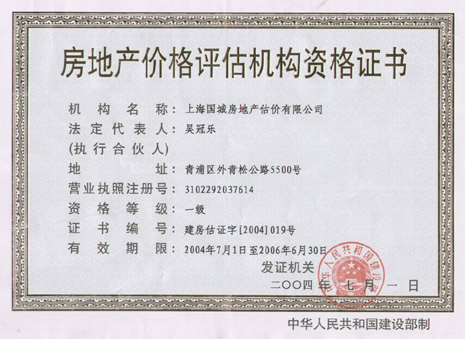 房地产价格评估机构资格证书
机构名称：上海国城房地产估价有限公司
法定代表人：吴冠乐
(执行合伙人)
地址：青浦区外青松公路5500号
营业执照注册号：3102292037614
资格等级：一级
证书编号：建房估证字[2004]019号
有效期限：2004年7月1日至2006年6月30日
发证机关
二〇〇四年七月一日
中华人民共和国建设部制